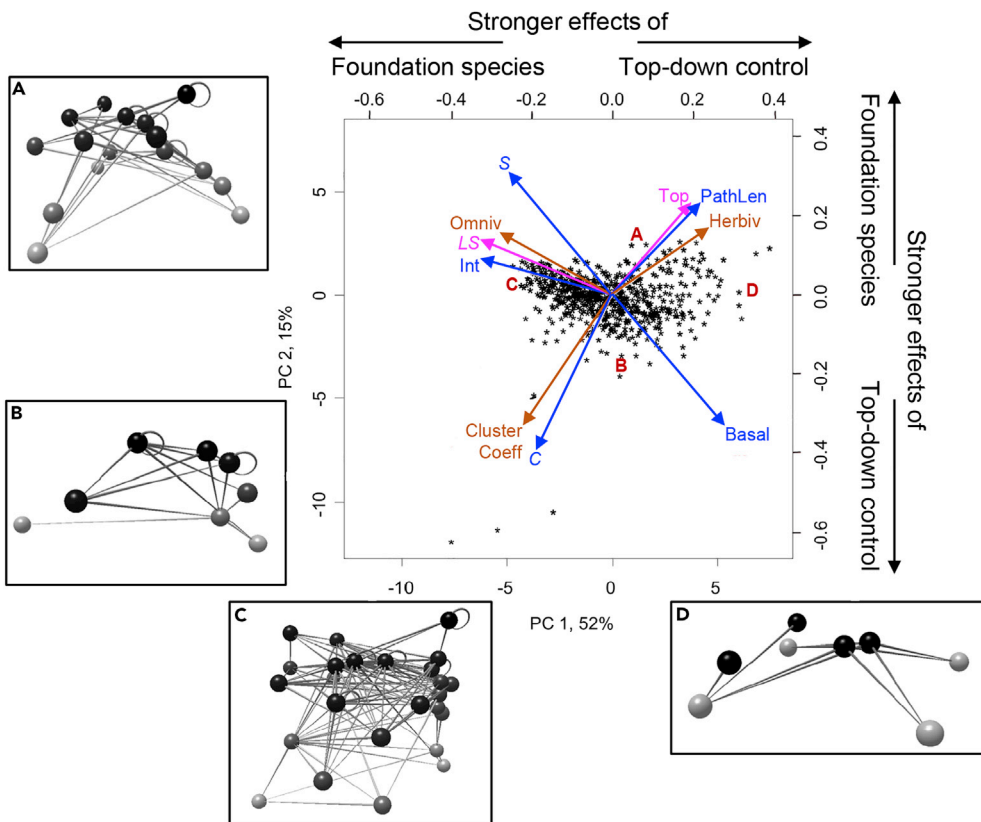 Stronger effects of
Foundation species Top-down control
-0.6 -0.4 -0.2 0.0 0.2 0.4
A
S
Top PathLen
Herbiv
Omniv
LS
Int
A
C
D
B
Cluster
Coeff
C
Basal
5
0
-5
-10
PC 2, 15%
0.4
0.2
0.0
-0.2
-0.4
-0.6
Foundation species
Top-down control
Stronger effects of
B
-10 -5 0 5
PC 1, 52%
C
D